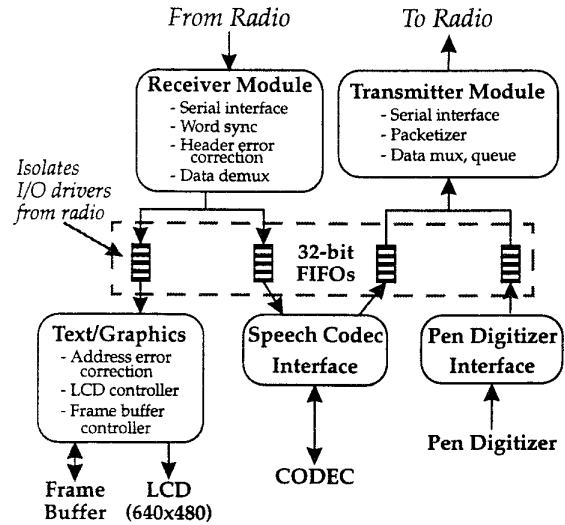 From Radio
To Radio
Receiver Module
- Serial interface
- Word sync
- Header error
correction
- Data demux
Transmitter Module
- Serial interface
- Packetizer
- Data mux, queue
Isolates
I/O drivers
from radio
32-bit
FIFOs
Text/Graphics
- Address error
correction
- LCD controller
- Frame buffer
controller
Speech Codec
Interface
Pen Digitizer
Interface
Frame
Buffer
LCD
(640x480)
CODEC
Pen Digitizer